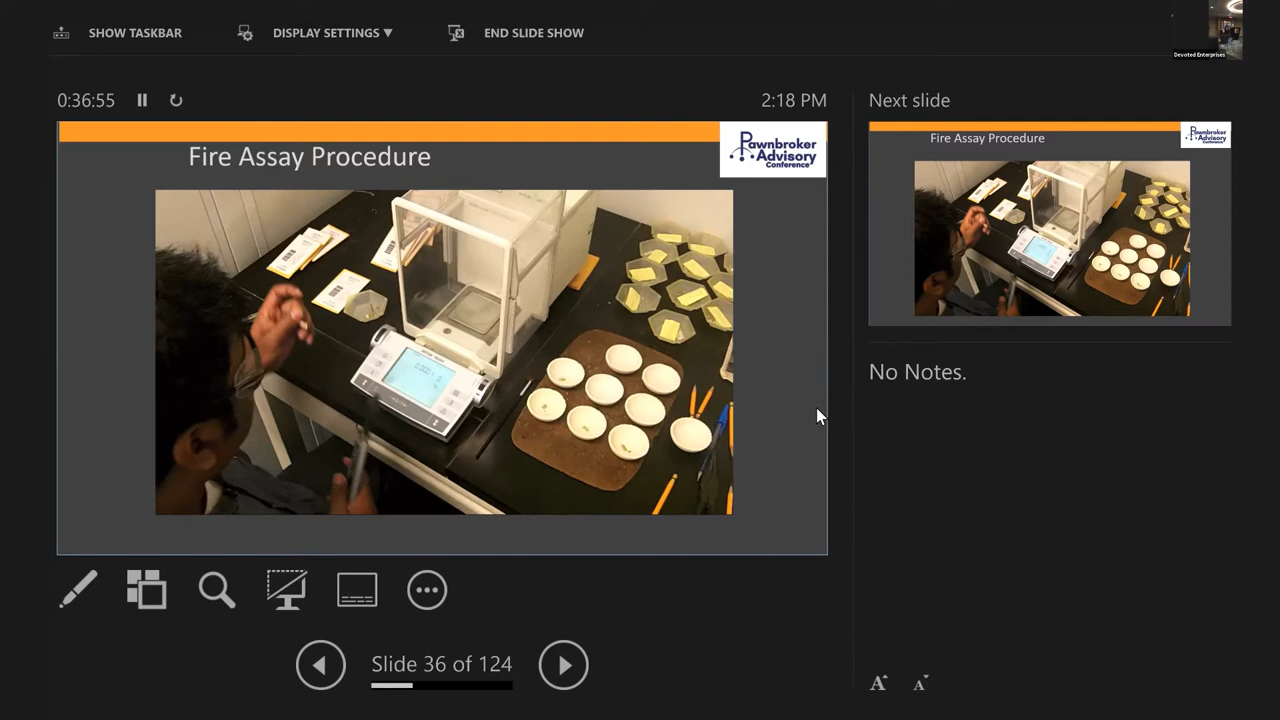 SHOW TASKBAR
DISPLAY SETTINGS ▼
END SLIDE SHOW
Devoted Enterprises
0:36:55
2:18 PM
Next slide
Fire Assay Procedure
Pawnbroker
Advisory
Conference
Fire Assay Procedure
Pawnbroker
Advisory
Conference
No Notes.
Slide 36 of 124
A
A